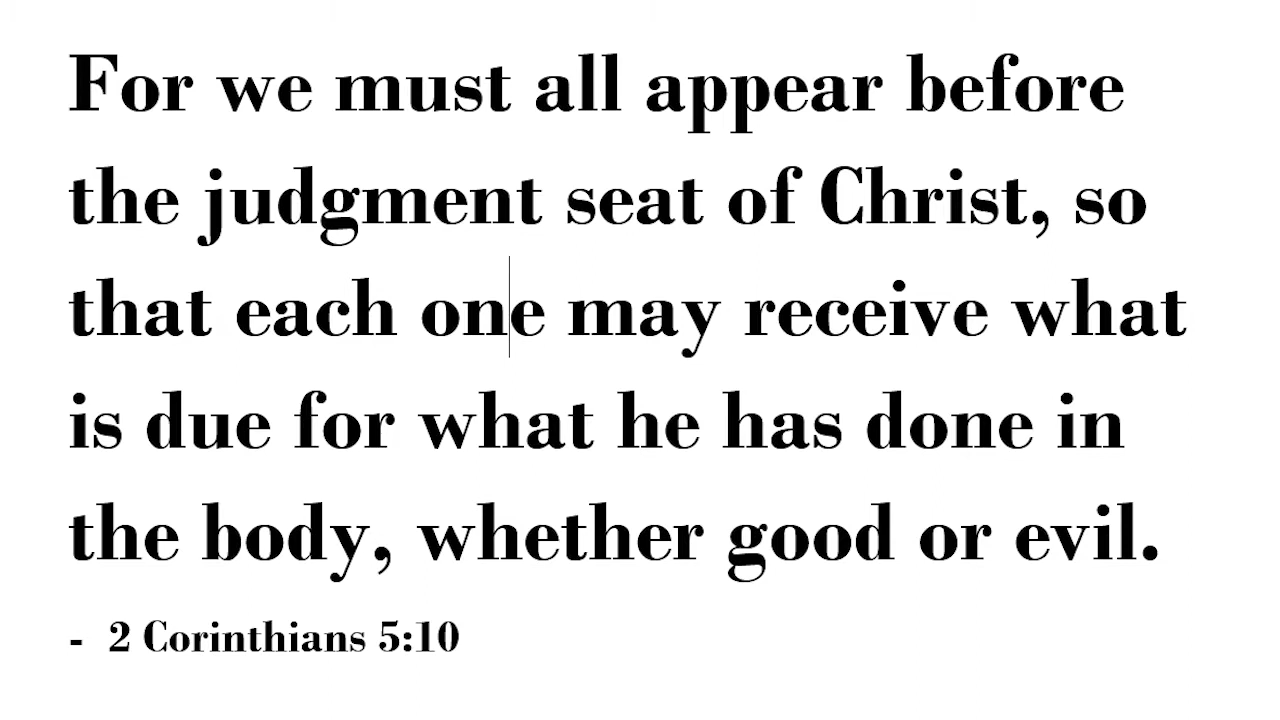 For we must all appear before
the judgment seat of Christ, so
that each one may receive what
is due for what he has done in
the body, whether good or evil.
- 2 Corinthians 5:10